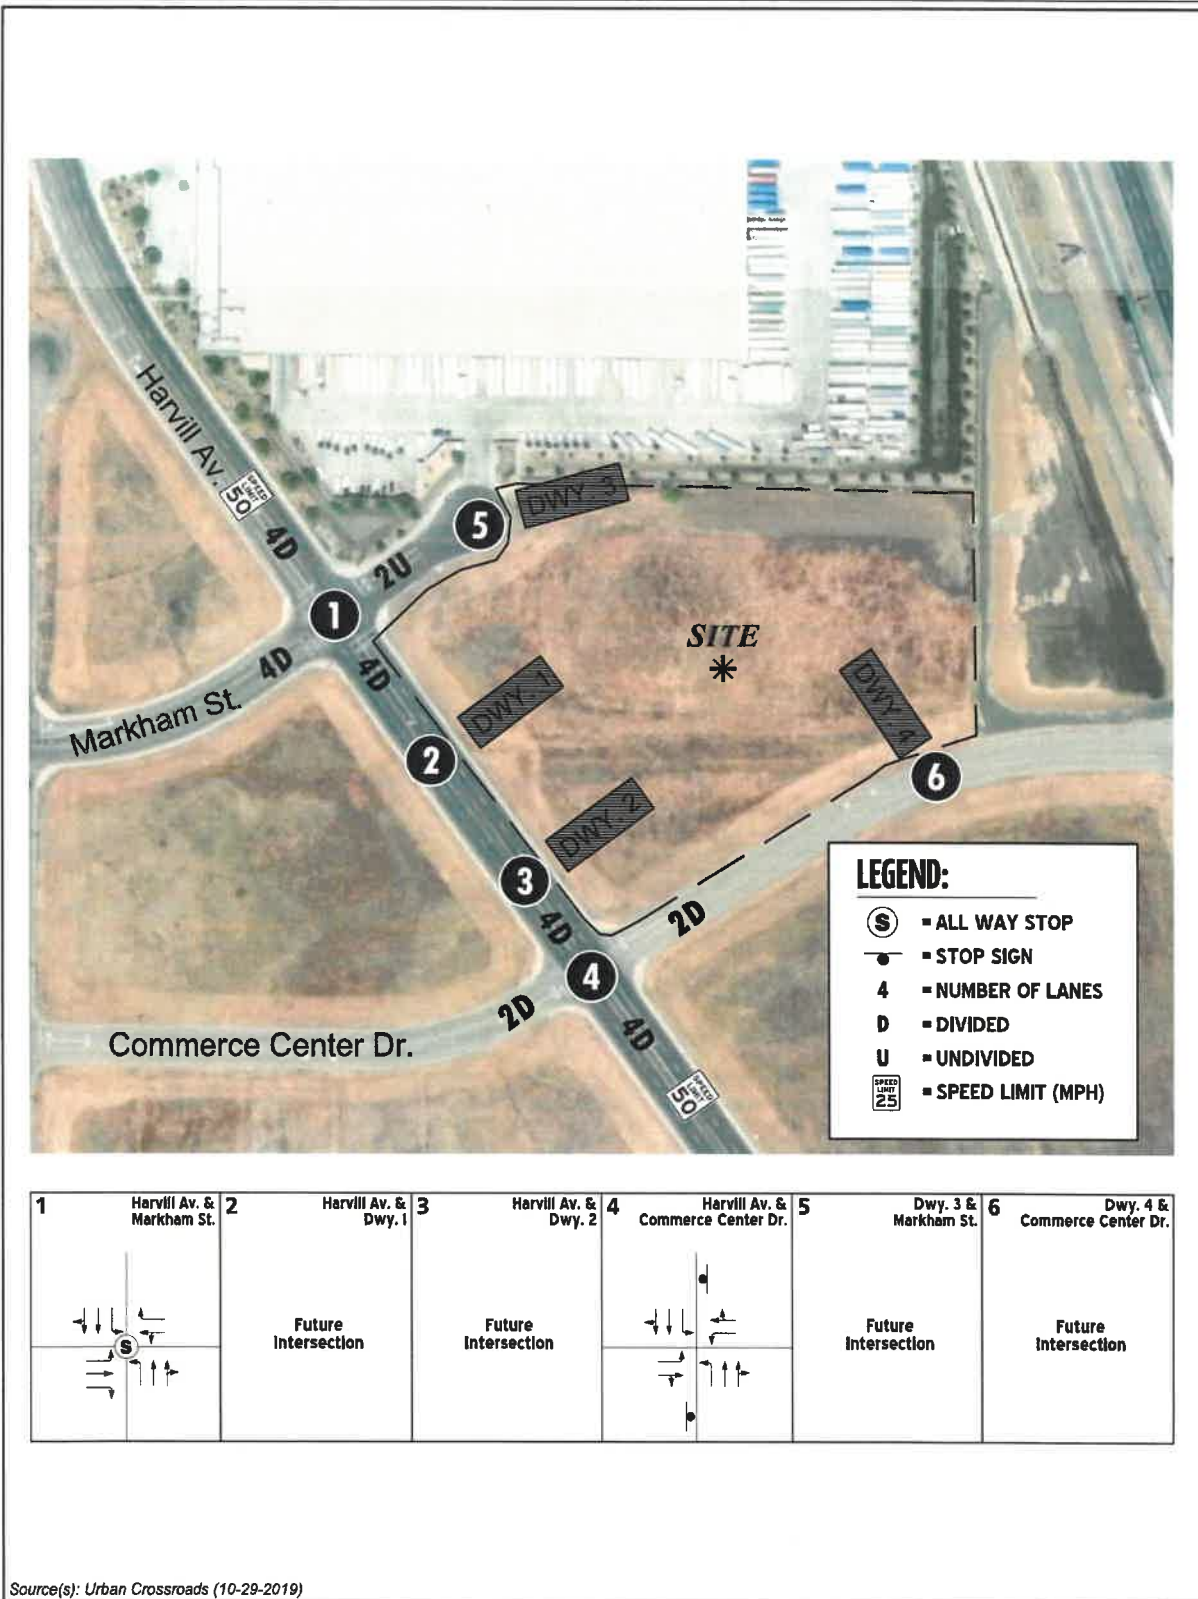 Harvill Av.
SPEED
LIMIT
50
4D
2U
5
DWY. 3
1
4D
4D
Markham St.
SITE
DWY. 1
DWY. 4
2
6
DWY. 2
3
4D
2D
4
2D
Commerce Center Dr.
4D
SPEED
LIMIT
50
LEGEND:
S = ALL WAY STOP
= STOP SIGN
4 = NUMBER OF LANES
D = DIVIDED
U = UNDIVIDED
SPEED
LIMIT
25 = SPEED LIMIT (MPH)
1 Harvill Av. &
Markham St.
S
2 Harvill Av. &
Dwy. 1
Future
Intersection
3 Harvill Av. &
Dwy. 2
Future
Intersection
4 Harvill Av. &
Commerce Center Dr.
5 Dwy. 3 &
Markham St.
Future
Intersection
6 Dwy. 4 &
Commerce Center Dr.
Future
Intersection
Source(s): Urban Crossroads (10-29-2019)